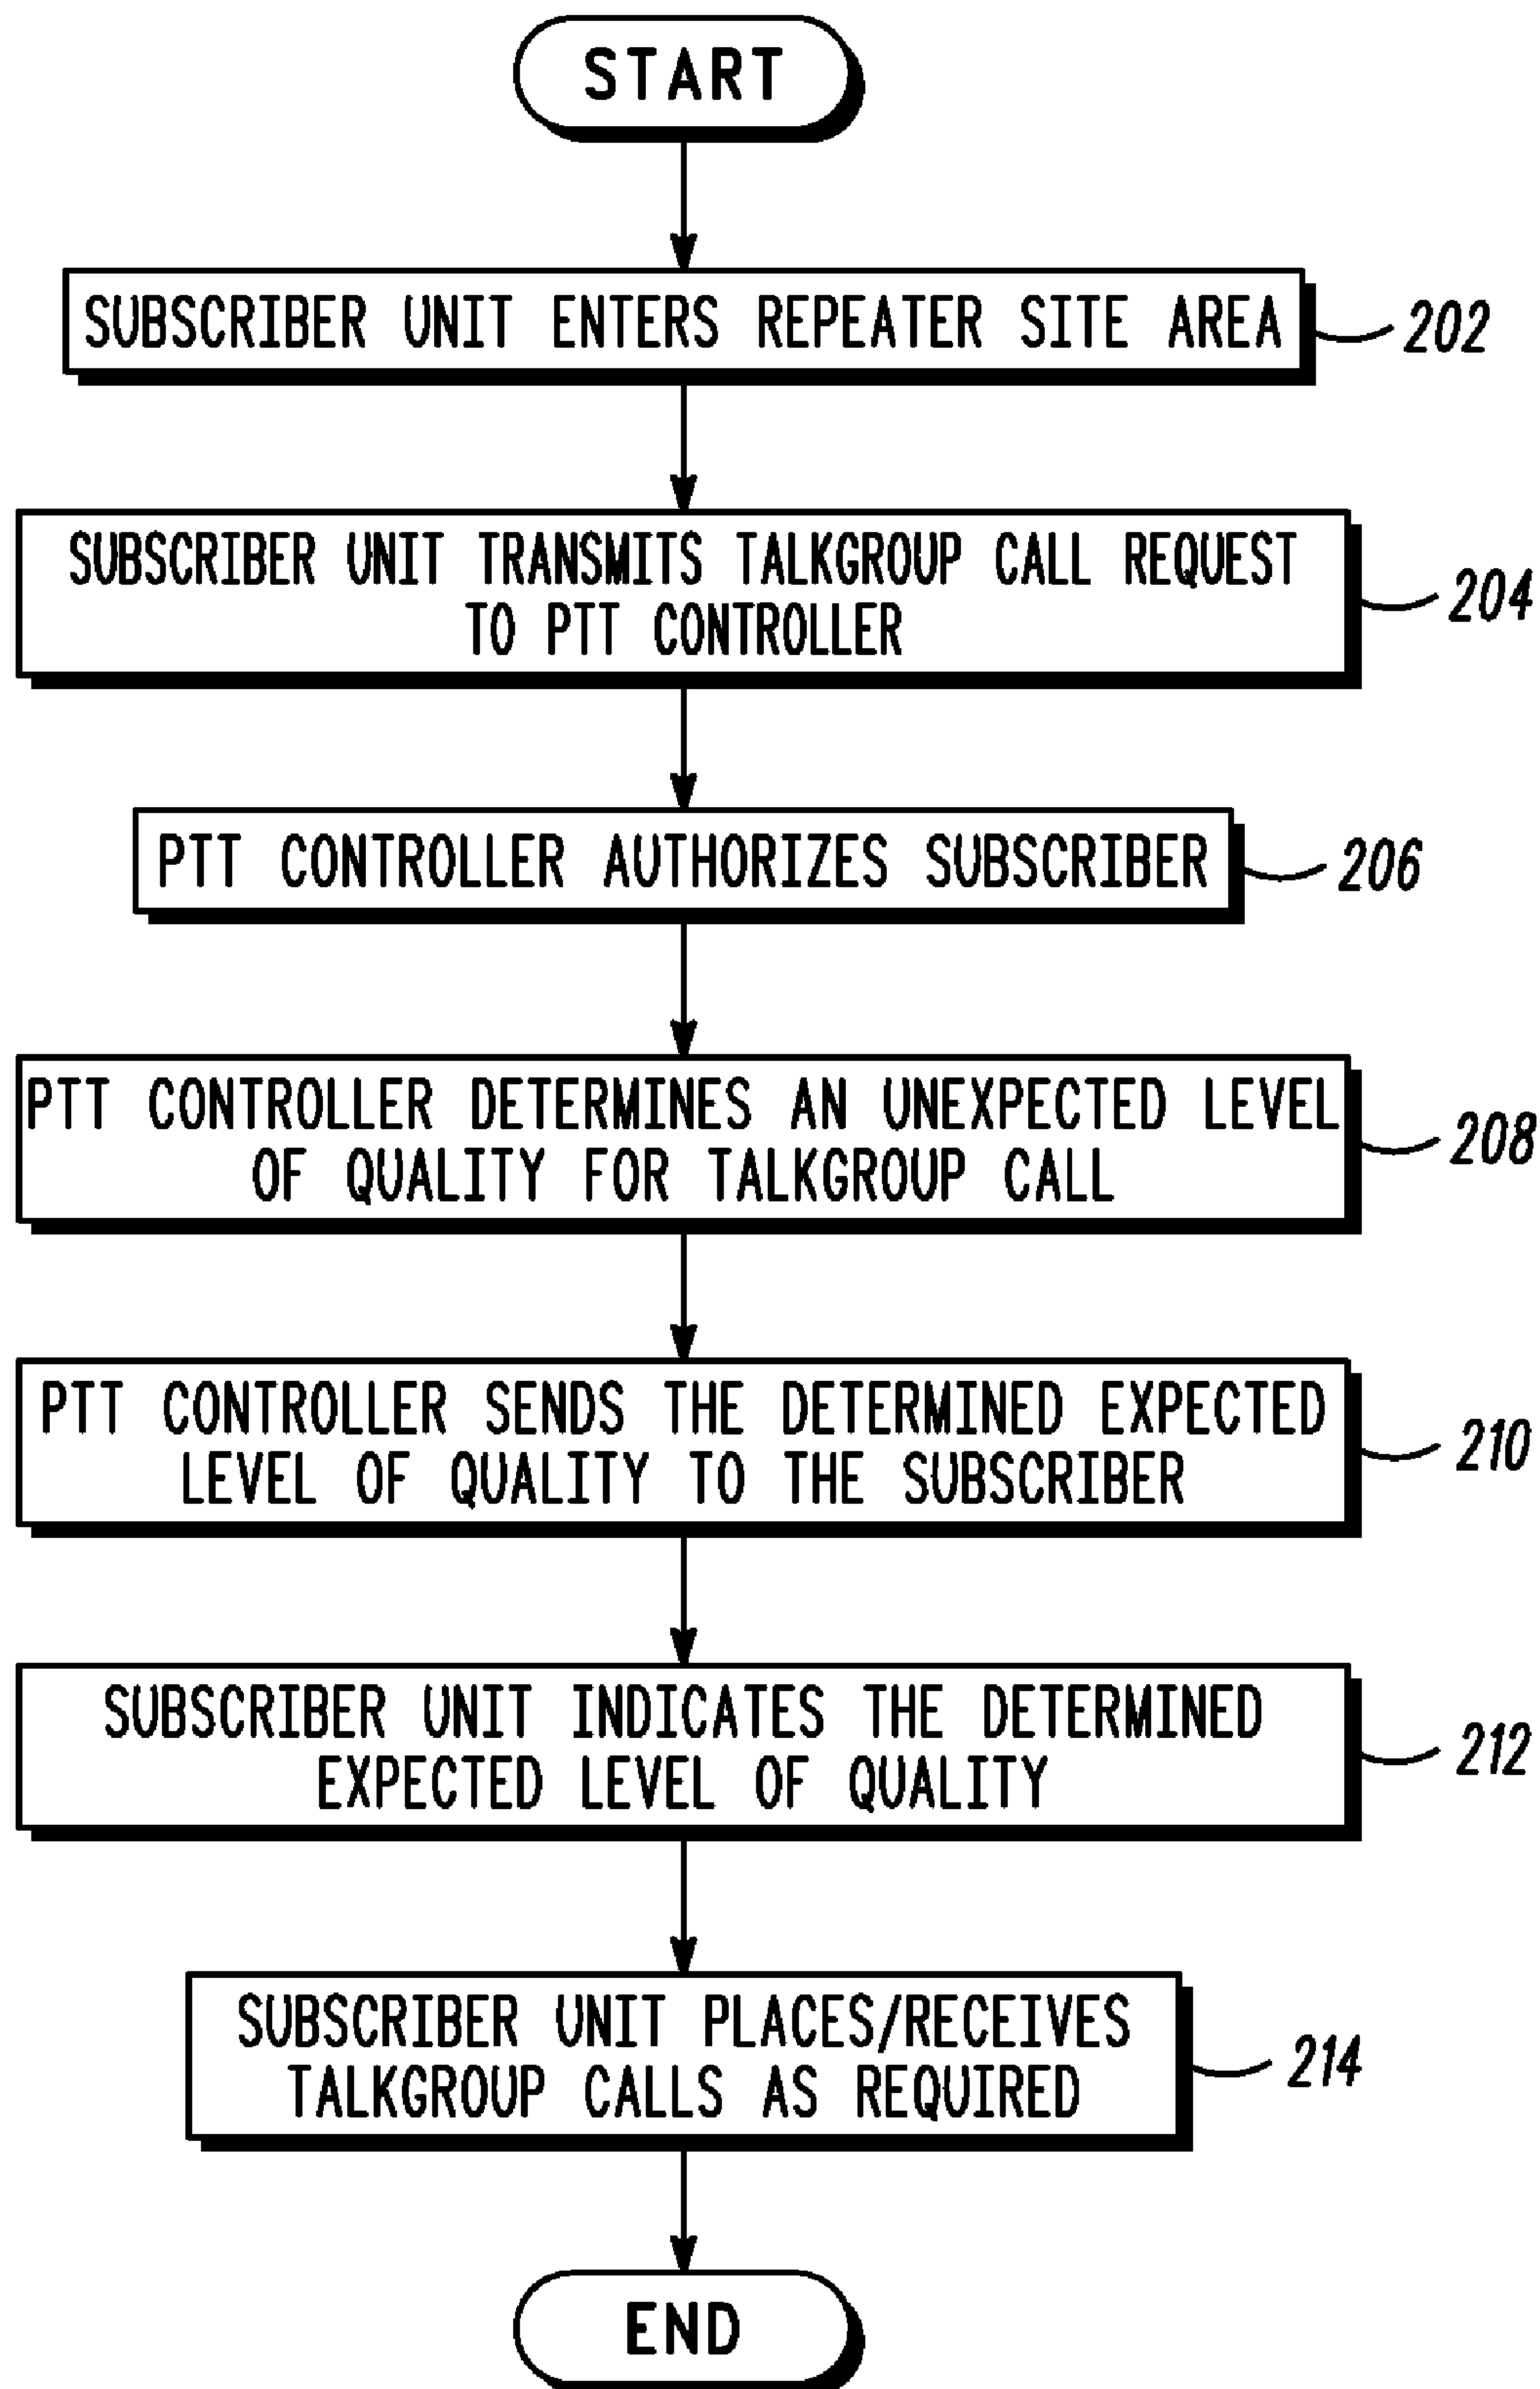 START
SUBSCRIBER UNIT ENTERS REPEATER SITE AREA
202
SUBSCRIBER UNIT TRANSMITS TALKGROUP CALL REQUEST
TO PTT CONTROLLER
204
PTT CONTROLLER AUTHORIZES SUBSCRIBER
206
PTT CONTROLLER DETERMINES AN UNEXPECTED LEVEL
OF QUALITY FOR TALKGROUP CALL
208
PTT CONTROLLER SENDS THE DETERMINED EXPECTED
LEVEL OF QUALITY TO THE SUBSCRIBER
210
SUBSCRIBER UNIT INDICATES THE DETERMINED
EXPECTED LEVEL OF QUALITY
212
SUBSCRIBER UNIT PLACES/RECEIVES
TALKGROUP CALLS AS REQUIRED
214
END